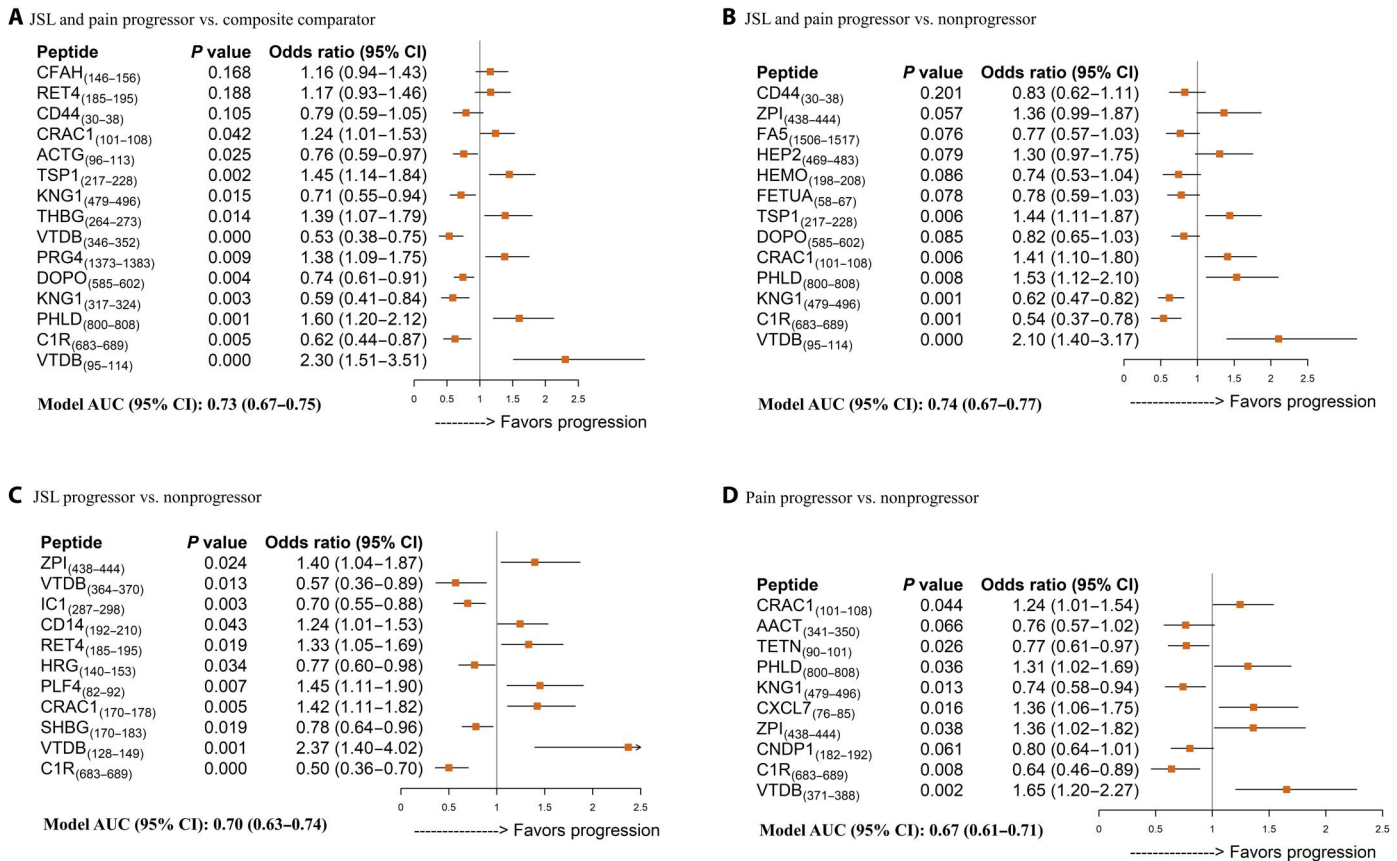 A JSL and pain progressor vs. composite comparator
Peptide P value Odds ratio (95% CI)
CFAH(146–156) 0.168 1.16 (0.94–1.43)
RET4(185–195) 0.188 1.17 (0.93–1.46)
CD44(30–38) 0.105 0.79 (0.59–1.05)
CRAC1(101–108) 0.042 1.24 (1.01–1.53)
ACTG(96–113) 0.025 0.76 (0.59–0.97)
TSP1(217–228) 0.002 1.45 (1.14–1.84)
KNG1(479–496) 0.015 0.71 (0.55–0.94)
THBG(264–273) 0.014 1.39 (1.07–1.79)
VTDB(346–352) 0.000 0.53 (0.38–0.75)
PRG4(1373–1383) 0.009 1.38 (1.09–1.75)
DOPO(585–602) 0.004 0.74 (0.61–0.91)
KNG1(317–324) 0.003 0.59 (0.41–0.84)
PHLD(800–808) 0.001 1.60 (1.20–2.12)
C1R(683–689) 0.005 0.62 (0.44–0.87)
VTDB(95–114) 0.000 2.30 (1.51–3.51)
0 0.5 1 1.5 2 2.5
Model AUC (95% CI): 0.73 (0.67–0.75)
----------> Favors progression
B JSL and pain progressor vs. nonprogressor
Peptide P value Odds ratio (95% CI)
CD44(30–38) 0.201 0.83 (0.62–1.11)
ZPI(438–444) 0.057 1.36 (0.99–1.87)
FA5(1506–1517) 0.076 0.77 (0.57–1.03)
HEP2(469–483) 0.079 1.30 (0.97–1.75)
HEMO(198–208) 0.086 0.74 (0.53–1.04)
FETUA(58–67) 0.078 0.78 (0.59–1.03)
TSP1(217–228) 0.006 1.44 (1.11–1.87)
DOPO(585–602) 0.085 0.82 (0.65–1.03)
CRAC1(101–108) 0.006 1.41 (1.10–1.80)
PHLD(800–808) 0.008 1.53 (1.12–2.10)
KNG1(479–496) 0.001 0.62 (0.47–0.82)
C1R(683–689) 0.001 0.54 (0.37–0.78)
VTDB(95–114) 0.000 2.10 (1.40–3.17)
0 0.5 1 1.5 2 2.5
Model AUC (95% CI): 0.74 (0.67–0.77)
---------------> Favors progression
C JSL progressor vs. nonprogressor
Peptide P value Odds ratio (95% CI)
ZPI(438–444) 0.024 1.40 (1.04–1.87)
VTDB(364–370) 0.013 0.57 (0.36–0.89)
IC1(287–298) 0.003 0.70 (0.55–0.88)
CD14(192–210) 0.043 1.24 (1.01–1.53)
RET4(185–195) 0.019 1.33 (1.05–1.69)
HRG(140–153) 0.034 0.77 (0.60–0.98)
PLF4(82–92) 0.007 1.45 (1.11–1.90)
CRAC1(170–178) 0.005 1.42 (1.11–1.82)
SHBG(170–183) 0.019 0.78 (0.64–0.96)
VTDB(128–149) 0.001 2.37 (1.40–4.02)
C1R(683–689) 0.000 0.50 (0.36–0.70)
0 0.5 1 1.5 2 2.5
Model AUC (95% CI): 0.70 (0.63–0.74)
---------------> Favors progression
D Pain progressor vs. nonprogressor
Peptide P value Odds ratio (95% CI)
CRAC1(101–108) 0.044 1.24 (1.01–1.54)
AACT(341–350) 0.066 0.76 (0.57–1.02)
TETN(90–101) 0.026 0.77 (0.61–0.97)
PHLD(800–808) 0.036 1.31 (1.02–1.69)
KNG1(479–496) 0.013 0.74 (0.58–0.94)
CXCL7(76–85) 0.016 1.36 (1.06–1.75)
ZPI(438–444) 0.038 1.36 (1.02–1.82)
CNDP1(182–192) 0.061 0.80 (0.64–1.01)
C1R(683–689) 0.008 0.64 (0.46–0.89)
VTDB(371–388) 0.002 1.65 (1.20–2.27)
0 0.5 1 1.5 2 2.5
Model AUC (95% CI): 0.67 (0.61–0.71)
---------------> Favors progression